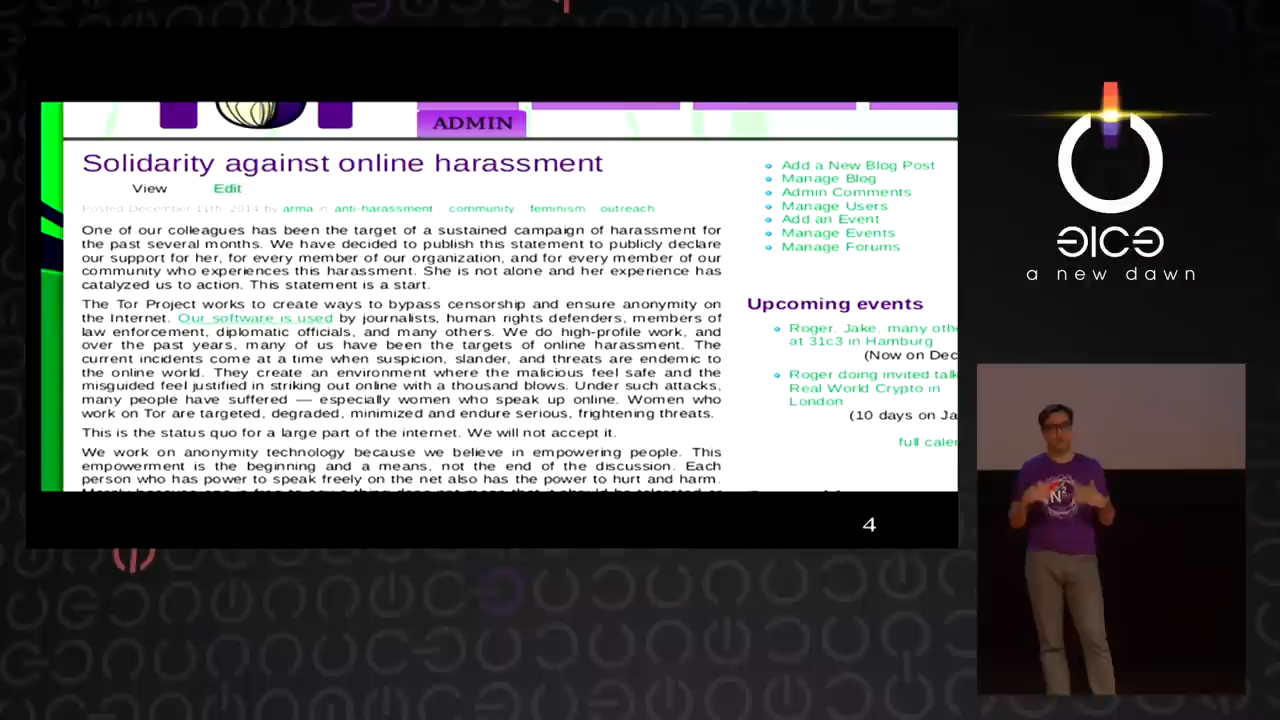 ADMIN
Solidarity against online harassment
View Edit
Posted December 11th, 2014 by arma in anti-harassment community feminism outreach
One of our colleagues has been the target of a sustained campaign of harassment for
the past several months. We have decided to publish this statement to publicly declare
our support for her, for every member of our organization, and for every member of our
community who experiences this harassment. She is not alone and her experience has
catalyzed us to action. This statement is a start.
The Tor Project works to create ways to bypass censorship and ensure anonymity on
the Internet. Our software is used by journalists, human rights defenders, members of
law enforcement, diplomatic officials, and many others. We do high-profile work, and
over the past years, many of us have been the targets of online harassment. The
current incidents come at a time when suspicion, slander, and threats are endemic to
the online world. They create an environment where the malicious feel safe and the
misguided feel justified in striking out online with a thousand blows. Under such attacks,
many people have suffered — especially women who speak up online. Women who
work on Tor are targeted, degraded, minimized and endure serious, frightening threats.
This is the status quo for a large part of the internet. We will not accept it.
We work on anonymity technology because we believe in empowering people. This
empowerment is the beginning and a means, not the end of the discussion. Each
person who has power to speak freely on the net also has the power to hurt and harm.
Add a New Blog Post
Manage Blog
Admin Comments
Manage Users
Add an Event
Manage Events
Manage Forums
Upcoming events
Roger, Jake, many othe
at 31c3 in Hamburg
(Now on Dec
Roger doing invited talk
Real World Crypto in
London
(10 days on Ja
full caler
4
a new dawn
N²